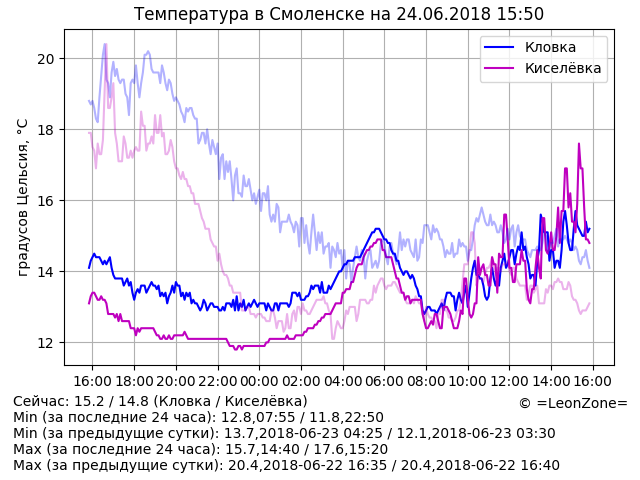 Температура в Смоленске на 24.06.2018 15:50
Кловка
Киселёвка
градусов Цельсия, °C
20
18
16
14
12
16:00 18:00 20:00 22:00 00:00 02:00 04:00 06:00 08:00 10:00 12:00 14:00 16:00
Сейчас: 15.2 / 14.8 (Кловка / Киселёвка)
© =LeonZone=
Min (за последние 24 часа): 12.8,07:55 / 11.8,22:50
Min (за предыдущие сутки): 13.7,2018-06-23 04:25 / 12.1,2018-06-23 03:30
Max (за последние 24 часа): 15.7,14:40 / 17.6,15:20
Max (за предыдущие сутки): 20.4,2018-06-22 16:35 / 20.4,2018-06-22 16:40